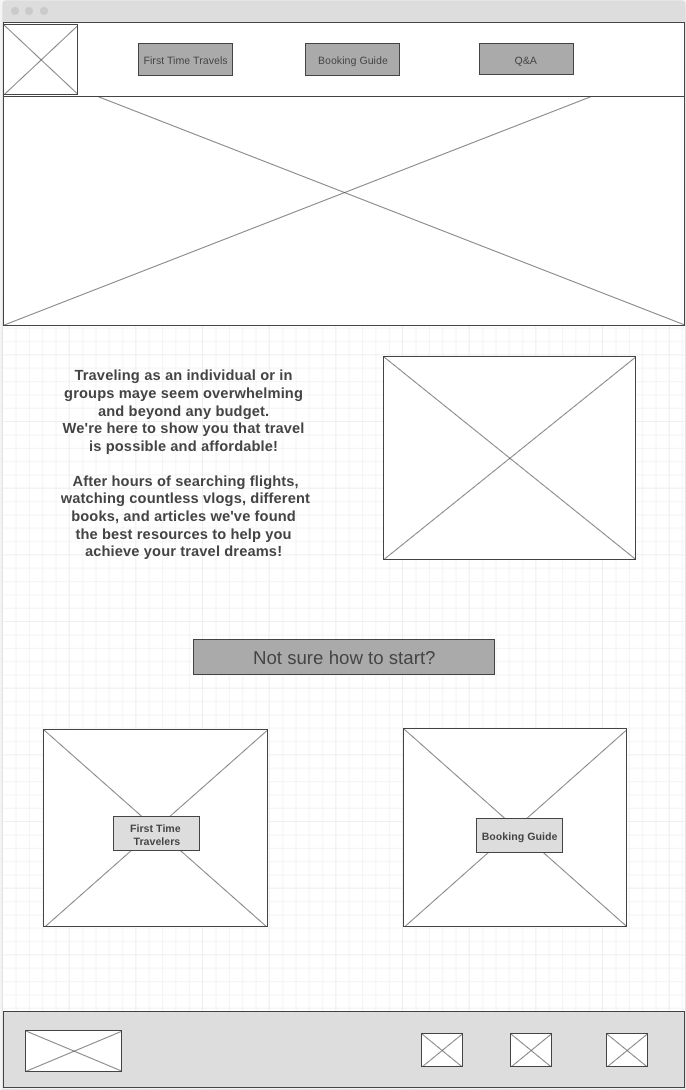 First Time Travels
Booking Guide
Q&A
Traveling as an individual or in
groups maye seem overwhelming
and beyond any budget.
We're here to show you that travel
is possible and affordable!
After hours of searching flights,
watching countless vlogs, different
books, and articles we've found
the best resources to help you
achieve your travel dreams!
Not sure how to start?
First Time
Travelers
Booking Guide